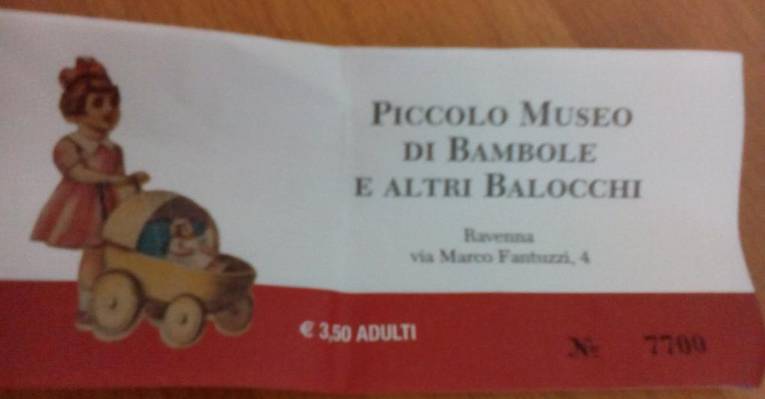 PICCOLO MUSEO
DI BAMBOLE
E ALTRI BALOCCHI
Ravenna
via Marco Fantuzzi, 4
€ 3,50 ADULTI
№ 7700